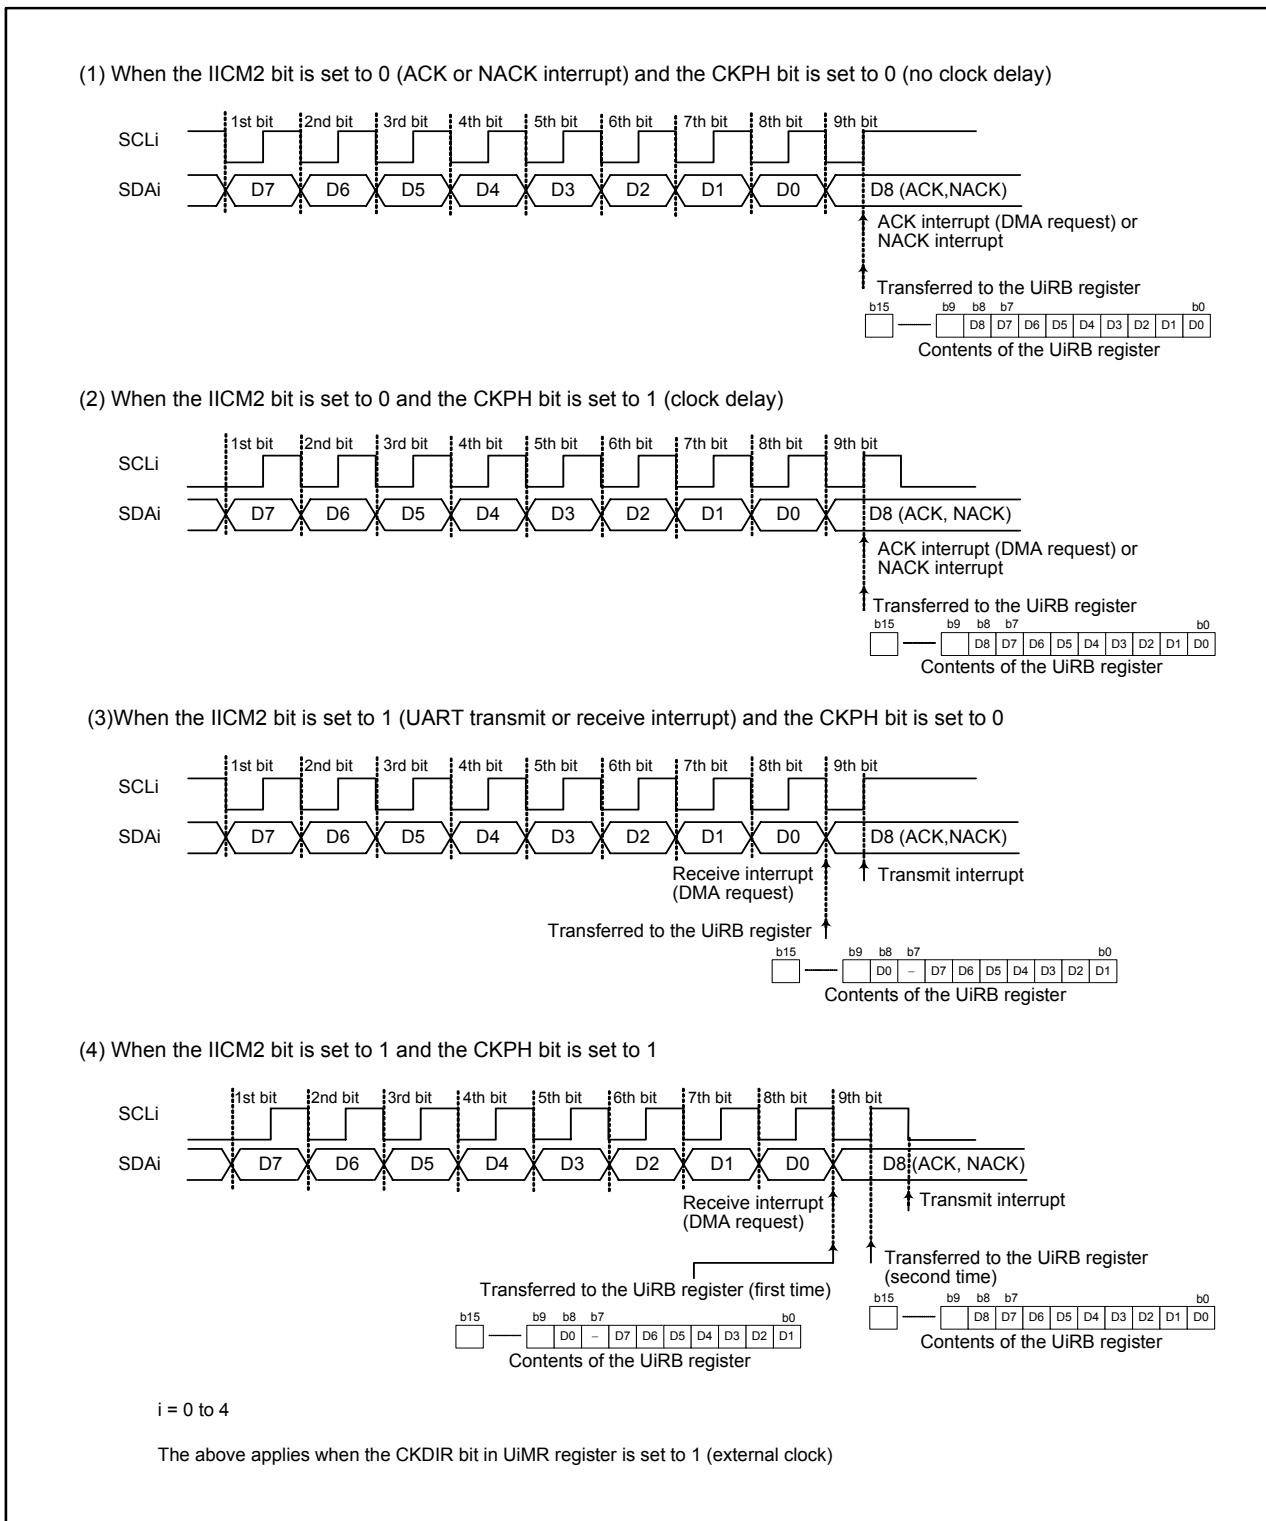 (1) When the IICM2 bit is set to 0 (ACK or NACK interrupt) and the CKPH bit is set to 0 (no clock delay)
1st bit 2nd bit 3rd bit 4th bit 5th bit 6th bit 7th bit 8th bit 9th bit
SCLi
SDAi D7 D6 D5 D4 D3 D2 D1 D0 D8 (ACK,NACK)
ACK interrupt (DMA request) or
NACK interrupt
Transferred to the UiRB register
b15 b9 b8 b7 b0
D8 D7 D6 D5 D4 D3 D2 D1 D0
Contents of the UiRB register
(2) When the IICM2 bit is set to 0 and the CKPH bit is set to 1 (clock delay)
1st bit 2nd bit 3rd bit 4th bit 5th bit 6th bit 7th bit 8th bit 9th bit
SCLi
SDAi D7 D6 D5 D4 D3 D2 D1 D0 D8 (ACK, NACK)
ACK interrupt (DMA request) or
NACK interrupt
Transferred to the UiRB register
b15 b9 b8 b7 b0
D8 D7 D6 D5 D4 D3 D2 D1 D0
Contents of the UiRB register
(3)When the IICM2 bit is set to 1 (UART transmit or receive interrupt) and the CKPH bit is set to 0
1st bit 2nd bit 3rd bit 4th bit 5th bit 6th bit 7th bit 8th bit 9th bit
SCLi
SDAi D7 D6 D5 D4 D3 D2 D1 D0 D8 (ACK,NACK)
Receive interrupt Transmit interrupt
(DMA request)
Transferred to the UiRB register
b15 b9 b8 b7 b0
D0 – D7 D6 D5 D4 D3 D2 D1
Contents of the UiRB register
(4) When the IICM2 bit is set to 1 and the CKPH bit is set to 1
1st bit 2nd bit 3rd bit 4th bit 5th bit 6th bit 7th bit 8th bit 9th bit
SCLi
SDAi D7 D6 D5 D4 D3 D2 D1 D0 D8 (ACK, NACK)
Receive interrupt Transmit interrupt
(DMA request)
Transferred to the UiRB register (first time)
b15 b9 b8 b7 b0
D0 – D7 D6 D5 D4 D3 D2 D1
Contents of the UiRB register
Transferred to the UiRB register
(second time)
b15 b9 b8 b7 b0
D8 D7 D6 D5 D4 D3 D2 D1 D0
Contents of the UiRB register
i = 0 to 4
The above applies when the CKDIR bit in UiMR register is set to 1 (external clock)